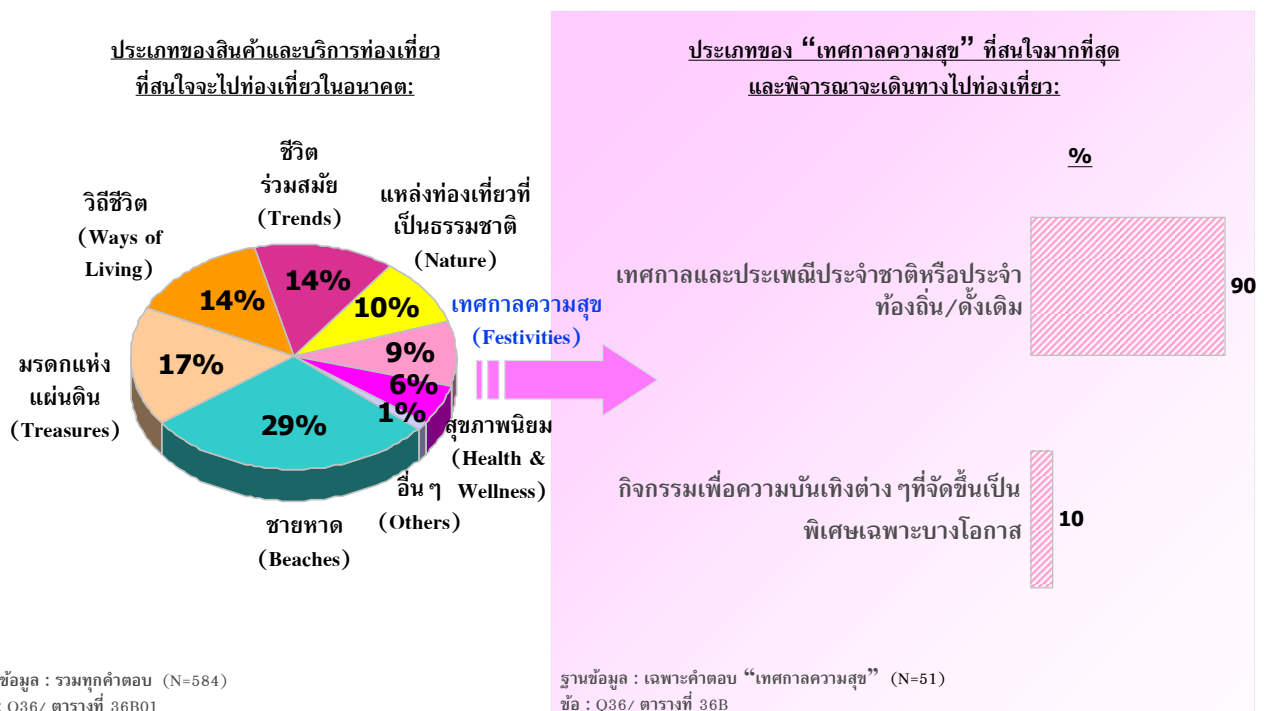 ประเภทของสินค้าและบริการท่องเที่ยว
ที่สนใจจะไปท่องเที่ยวในอนาคต:
ชีวิต
ร่วมสมัย
(Trends)
แหล่งท่องเที่ยวที่
เป็นธรรมชาติ
(Nature)
วิถีชีวิต
(Ways of
Living)
เทศกาลความสุข
(Festivities)
มรดกแห่ง
แผ่นดิน
(Treasures)
14%
14%
10%
9%
17%
6%
1%
29%
สุขภาพนิยม
(Health &
Wellness)
อื่น ๆ
(Others)
ชายหาด
(Beaches)
ข้อมูล : รวมทุกคำตอบ (N=584)
: Q36/ ตารางที่ 36B01
ประเภทของ “เทศกาลความสุข” ที่สนใจมากที่สุด
และพิจารณาจะเดินทางไปท่องเที่ยว:
%
เทศกาลและประเพณีประจำชาติหรือประจำ
ท้องถิ่น/ดั้งเดิม
90
กิจกรรมเพื่อความบันเทิงต่าง ๆที่จัดขึ้นเป็น
พิเศษเฉพาะบางโอกาส
10
ฐานข้อมูล : เฉพาะคำตอบ “เทศกาลความสุข” (N=51)
ข้อ : Q36/ ตารางที่ 36B